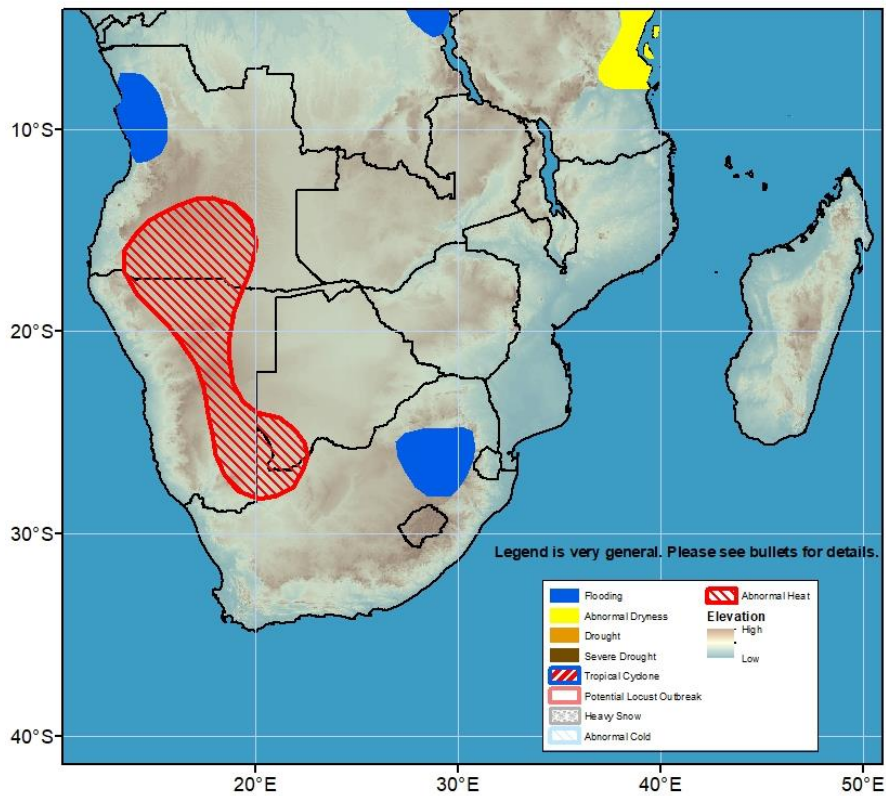 10°S
20°S
30°S
Legend is very general. Please see bullets for details.
Flooding
Abnormal Dryness
Drought
Severe Drought
Tropical Cyclone
Potential Locust Outbreak
Heavy Snow
Abnormal Cold
Abnormal Heat
Elevation
High
Low
40°S
20°E
30°E
40°E
50°E